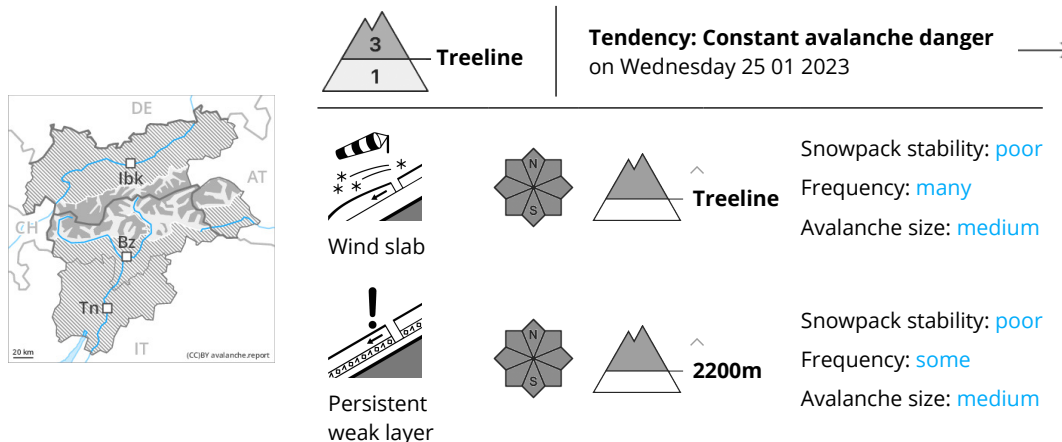 3
1
Treeline
Tendency: Constant avalanche danger
on Wednesday 25 01 2023
DE
Ibk
AT
CH
Bz
Tn
IT
20 km
(CC)BY avalanche.report
N
S
Treeline
Wind slab
Snowpack stability: poor
Frequency: many
Avalanche size: medium
N
S
2200m
Persistent
weak layer
Snowpack stability: poor
Frequency: some
Avalanche size: medium